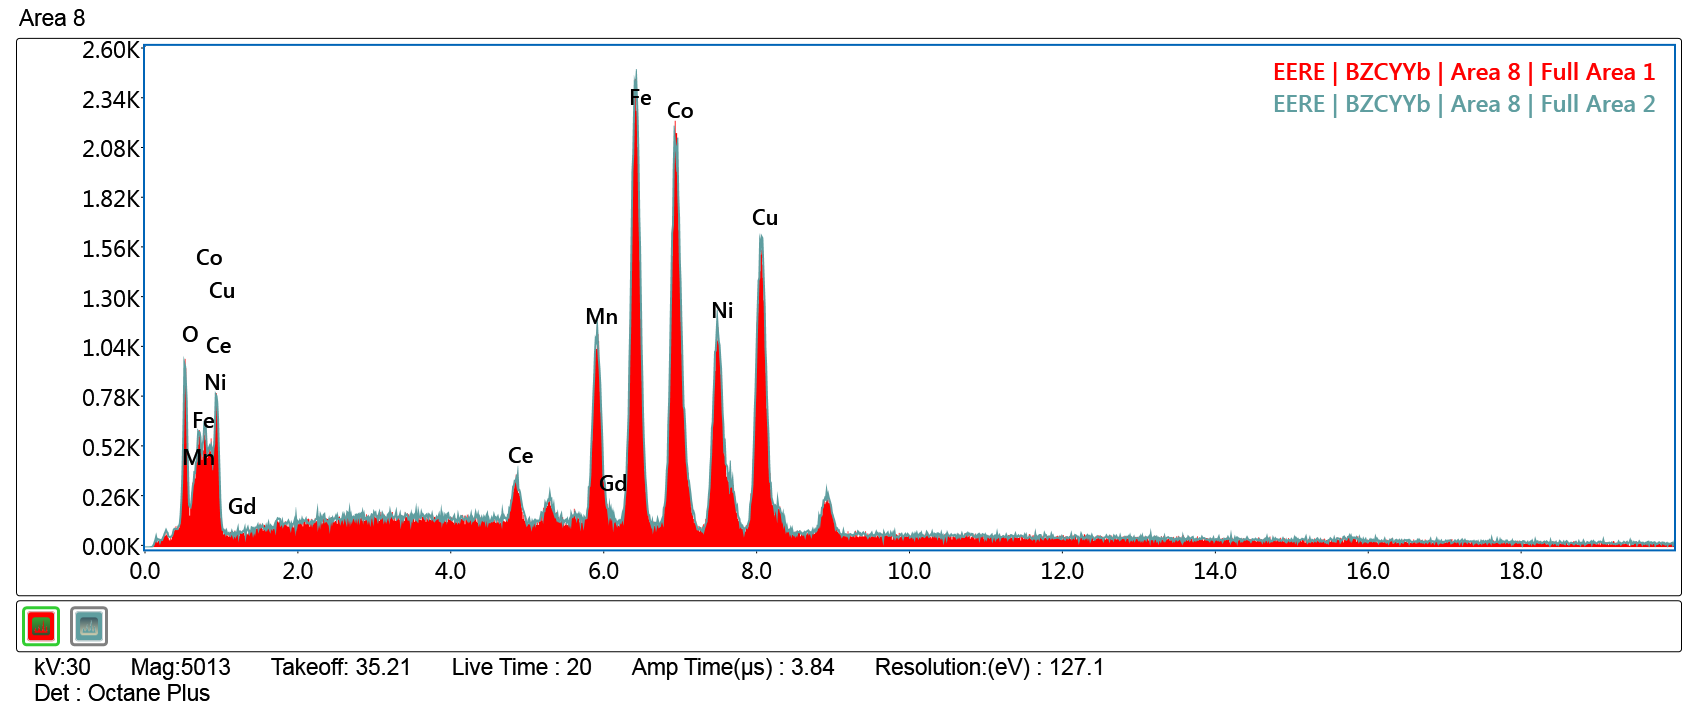 Area 8
2.60K
EERE | BZCYYb | Area 8 | Full Area 1
2.34K
Fe
EERE | BZCYYb | Area 8 | Full Area 2
Co
2.08K
1.82K
Cu
1.56K
Co
1.30K
Cu
Mn
Ni
O
1.04K
Ce
0.78K
Ni
Fe
0.52K
Mn
Ce
0.26K
Gd
Gd
0.00K
0.0 2.0 4.0 6.0 8.0 10.0 12.0 14.0 16.0 18.0
kV:30 Mag:5013 Takeoff: 35.21 Live Time : 20 Amp Time(µs) : 3.84 Resolution:(eV) : 127.1
Det : Octane Plus